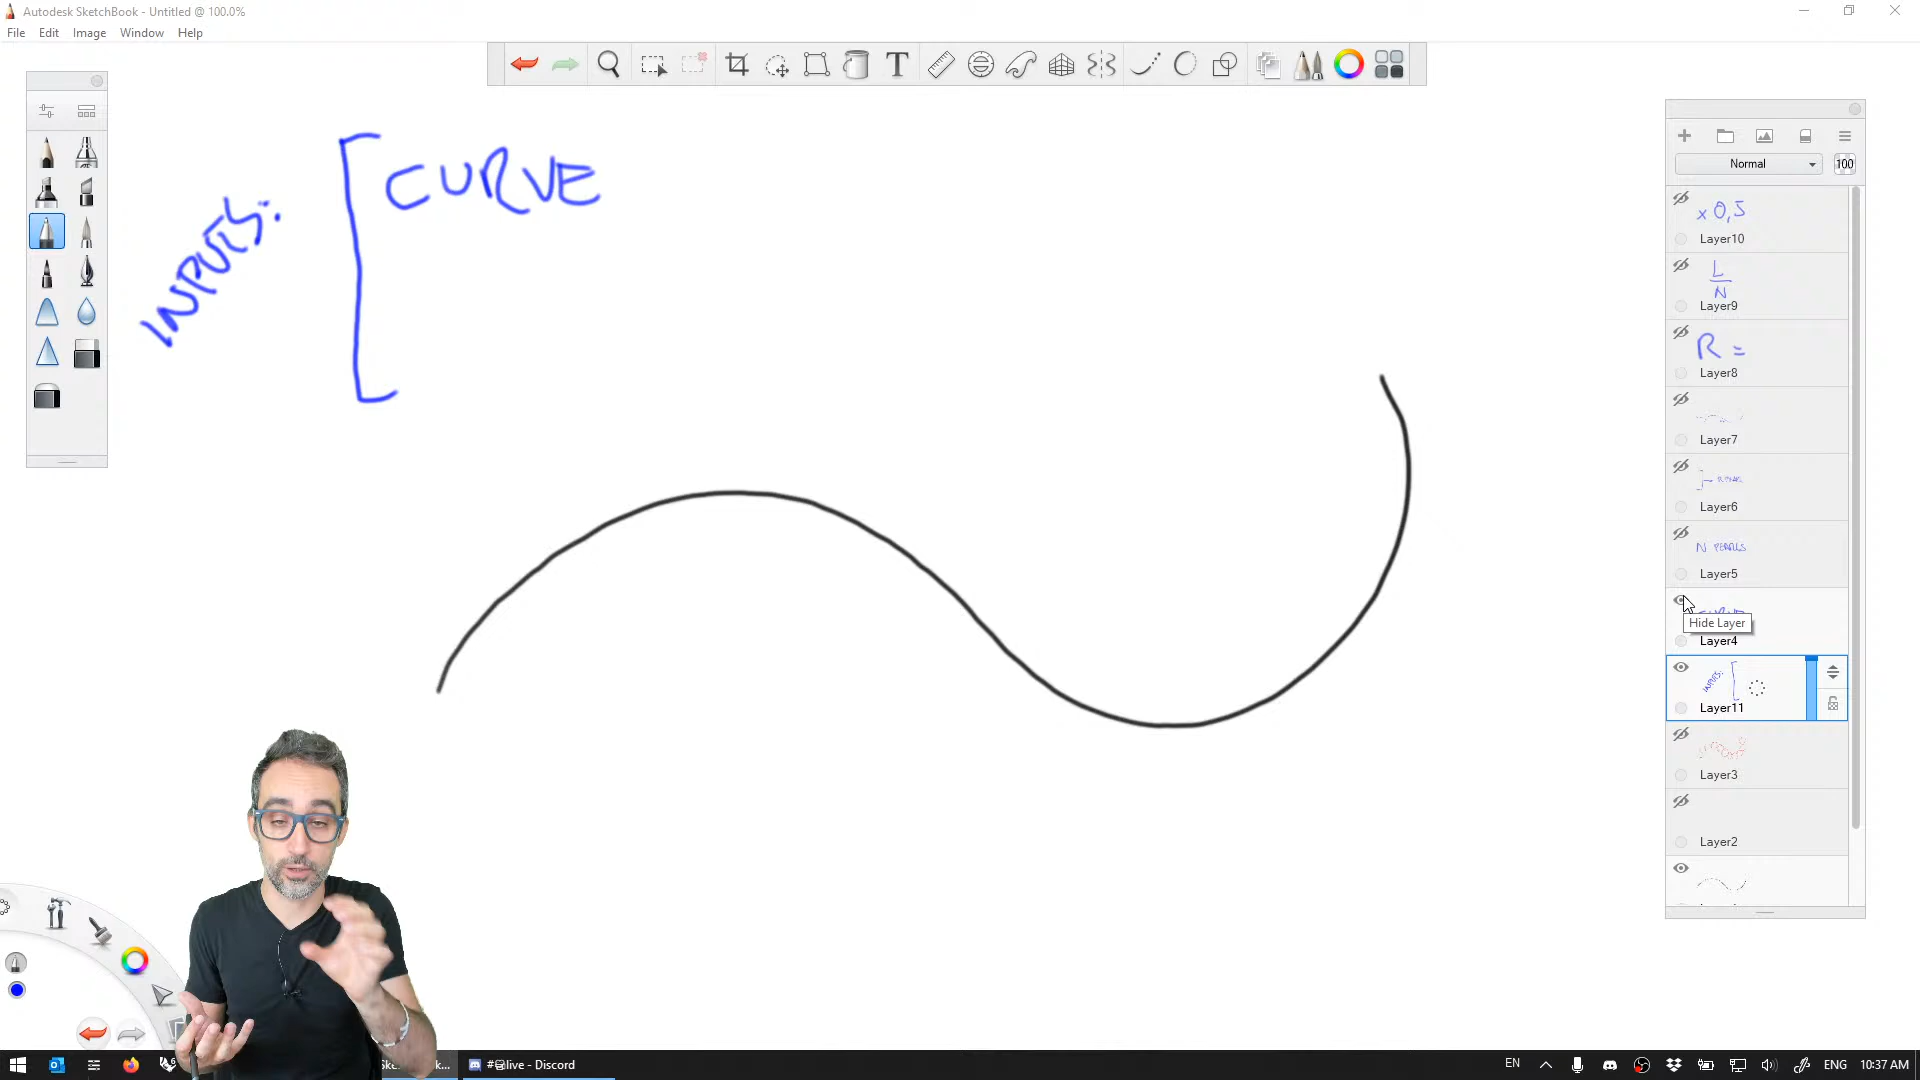 Autodesk SketchBook - Untitled @ 100.0%
File Edit Image Window Help
T
INPUTS:
CURVE
Normal
100
x 0,5
Layer10
L
N
Layer9
R =
Layer8
Layer7
Layer6
N
Layer5
Hide Layer
Layer4
INPUTS:
Layer11
Layer3
Layer2
- Discord
EN
ENG
10:37 AM